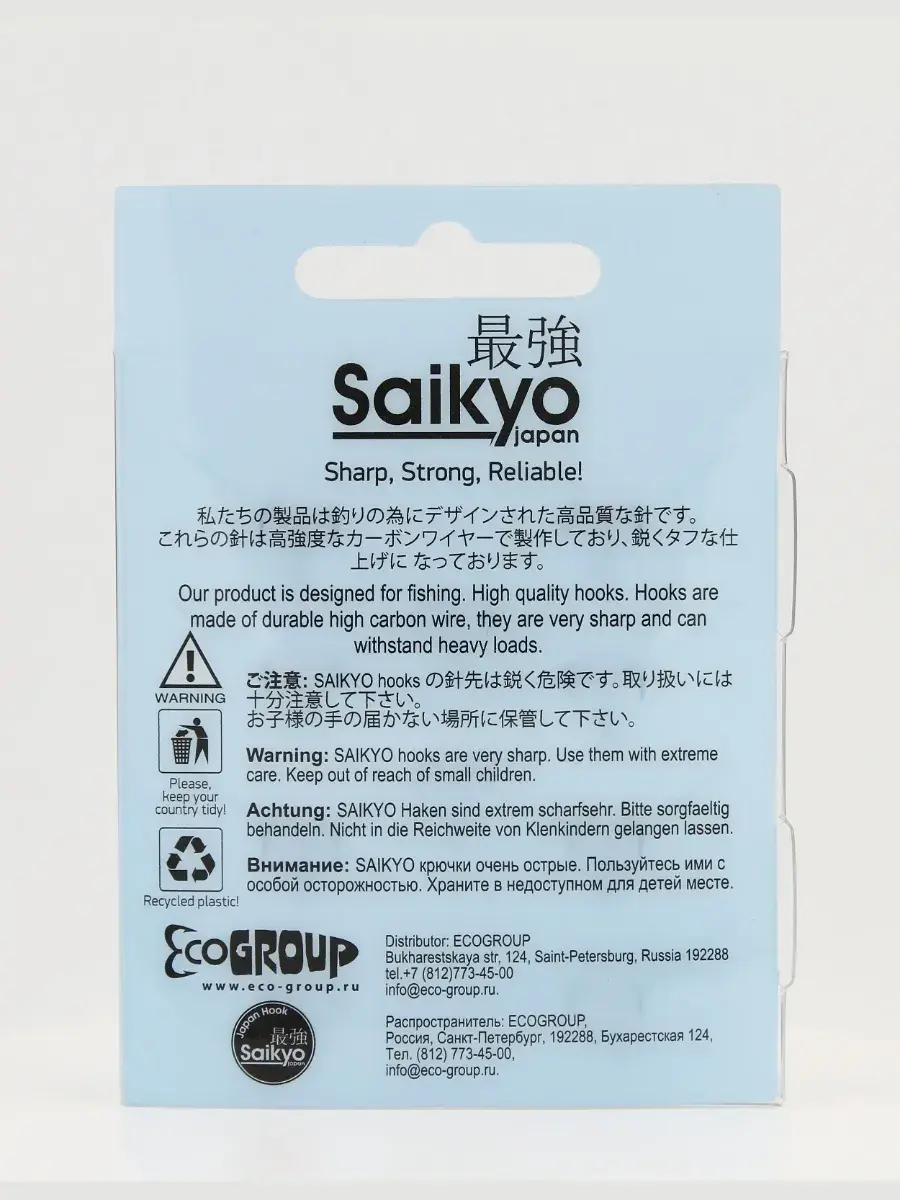 最強
Saikyo
japan
Sharp, Strong, Reliable!
私たちの製品は釣りの為にデザインされた高品質な針です。
これらの針は高強度なカーボンワイヤーで製作しており、鋭くタフな仕
上げに なっております。
Our product is designed for fishing. High quality hooks. Hooks are
made of durable high carbon wire, they are very sharp and can
withstand heavy loads.
WARNING
ご注意: SAIKYO hooks の針先は鋭く危険です。取り扱いには
十分注意して下さい。
お子様の手の届かない場所に保管して下さい。
Please,
keep your
country tidy!
Warning: SAIKYO hooks are very sharp. Use them with extreme
care. Keep out of reach of small children.
Achtung: SAIKYO Haken sind extrem scharfsehr. Bitte sorgfaeltig
behandeln. Nicht in die Reichweite von Klenkindern gelangen lassen.
Recycled plastic!
Внимание: SAIKYO крючки очень острые. Пользуйтесь ими с
особой осторожностью. Храните в недоступном для детей месте.
ECOGROUP
www.eco-group.ru
Distributor: ECOGROUP
Bukharestskaya str, 124, Saint-Petersburg, Russia 192288
tel.+7 (812)773-45-00
info@eco-group.ru.
Japan Hook
最強
Saikyo
japan
Распространитель: ECOGROUP,
Россия, Санкт-Петербург, 192288, Бухарестская 124,
Тел. (812) 773-45-00,
info@eco-group.ru.